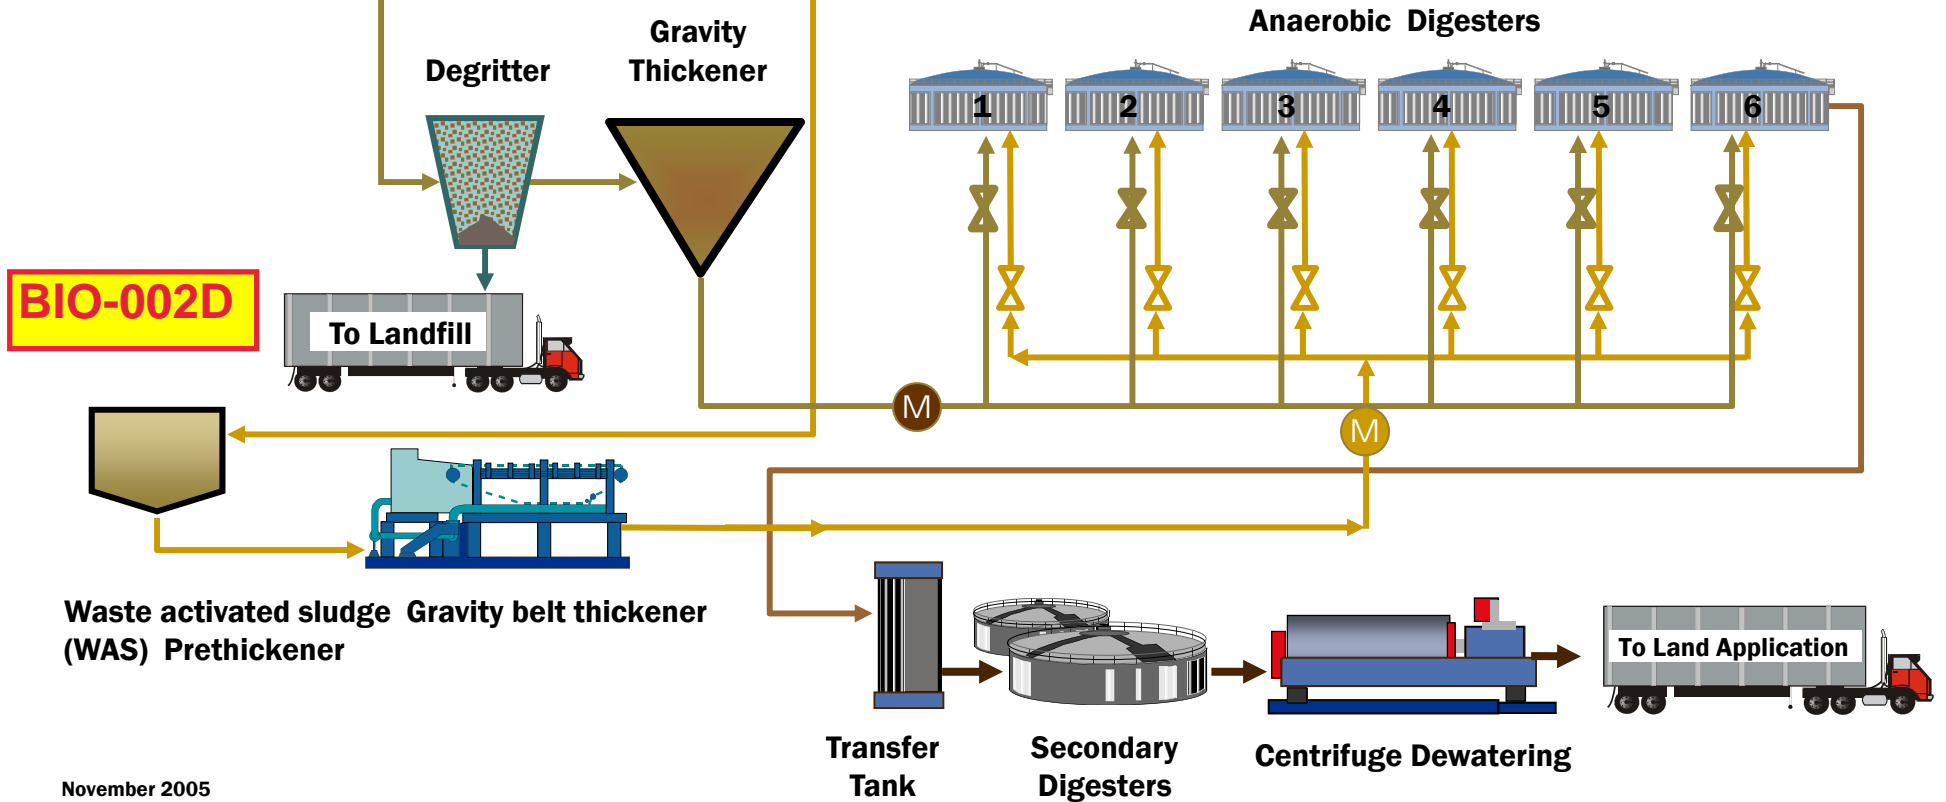 Anaerobic Digesters
Gravity
Thickener
Degritter
1 2 3 4 5 6
BIO-002D
To Landfill
M
M
Waste activated sludge Gravity belt thickener
(WAS) Prethickener
To Land Application
Transfer
Tank
Secondary
Digesters
Centrifuge Dewatering
November 2005